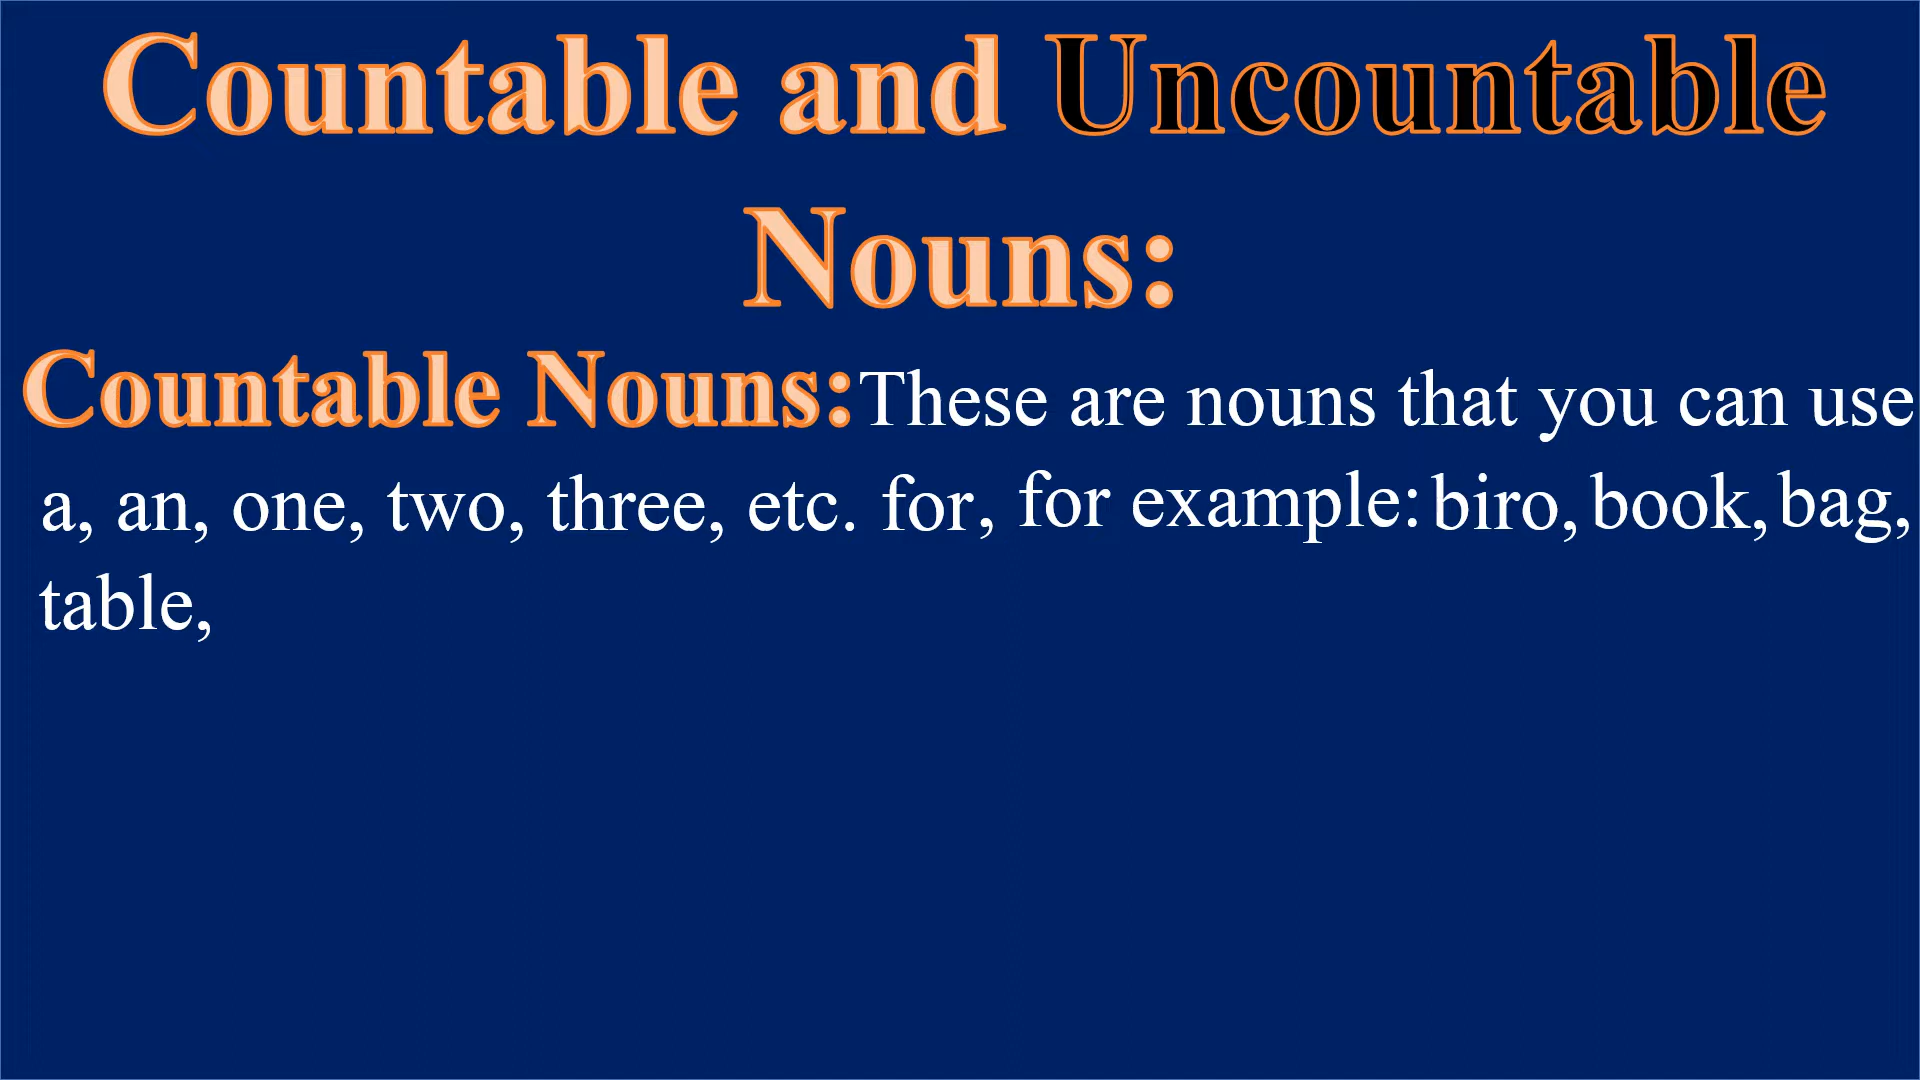 Countable and Uncountable
Nouns:
Countable Nouns:These are nouns that you can use
a, an, one, two, three, etc. for, for example: biro, book, bag,
table,